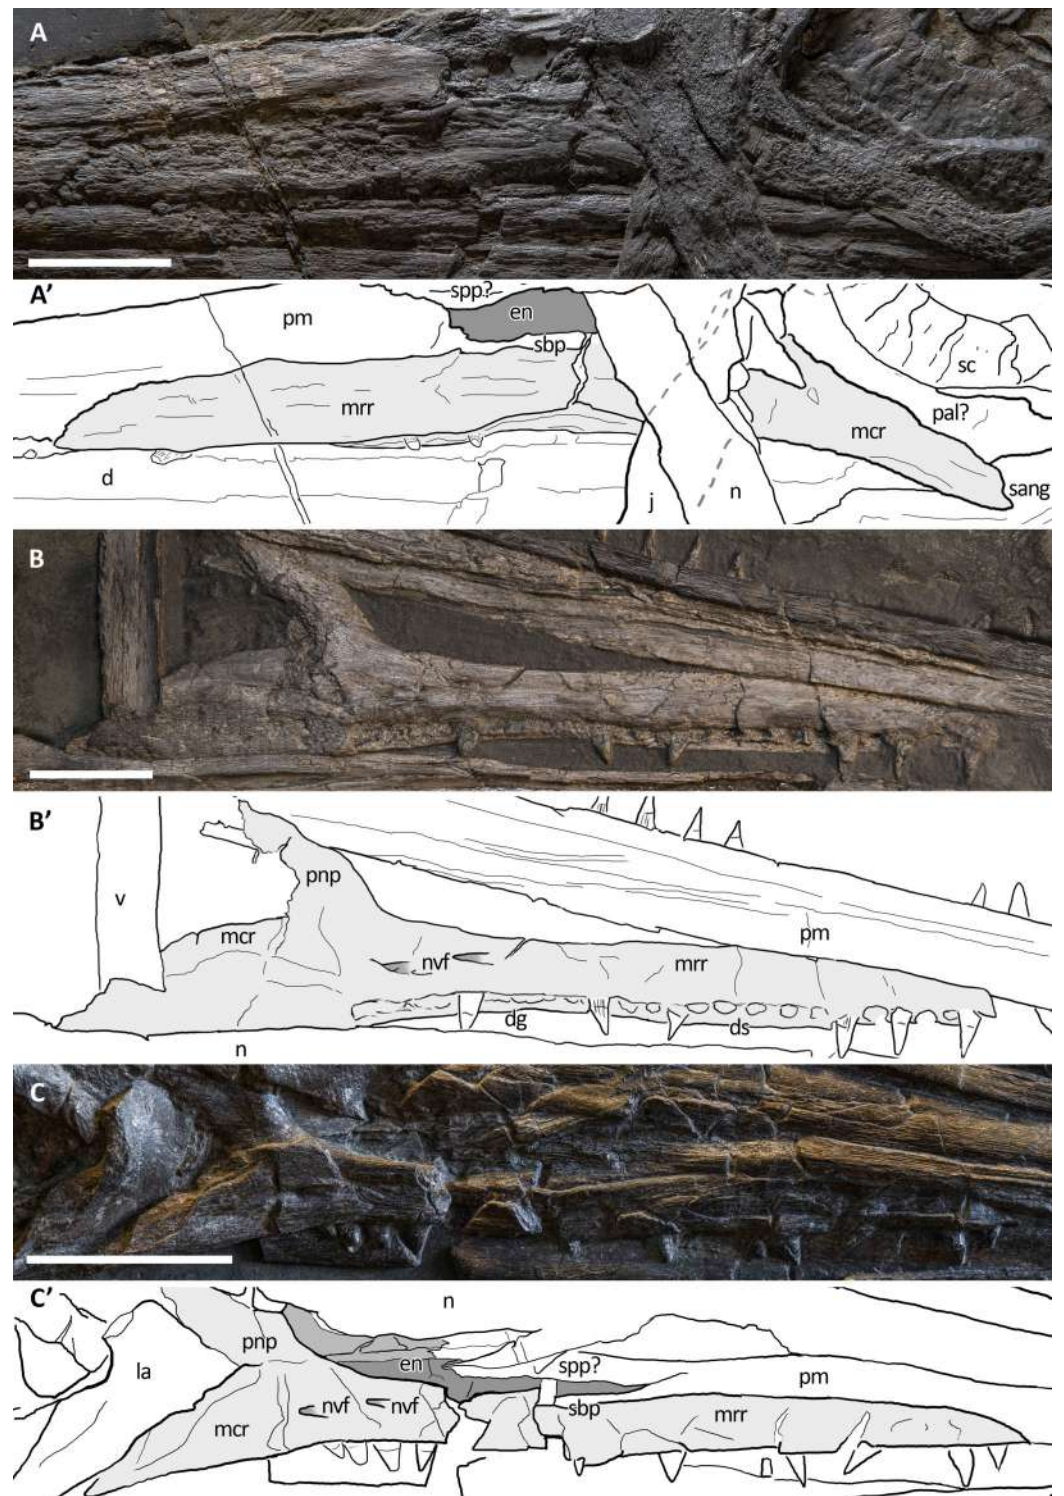 A
A'
spp?
en
pm
sbp
sc
mrr
pal?
mcr
d
sang
n
j
B
B'
pnp
v
mcr
pm
nvf
mrr
dg
ds
n
C
C'
n
pnp
en
spp?
la
pm
sbp
nvf
nvf
mrr
mcr